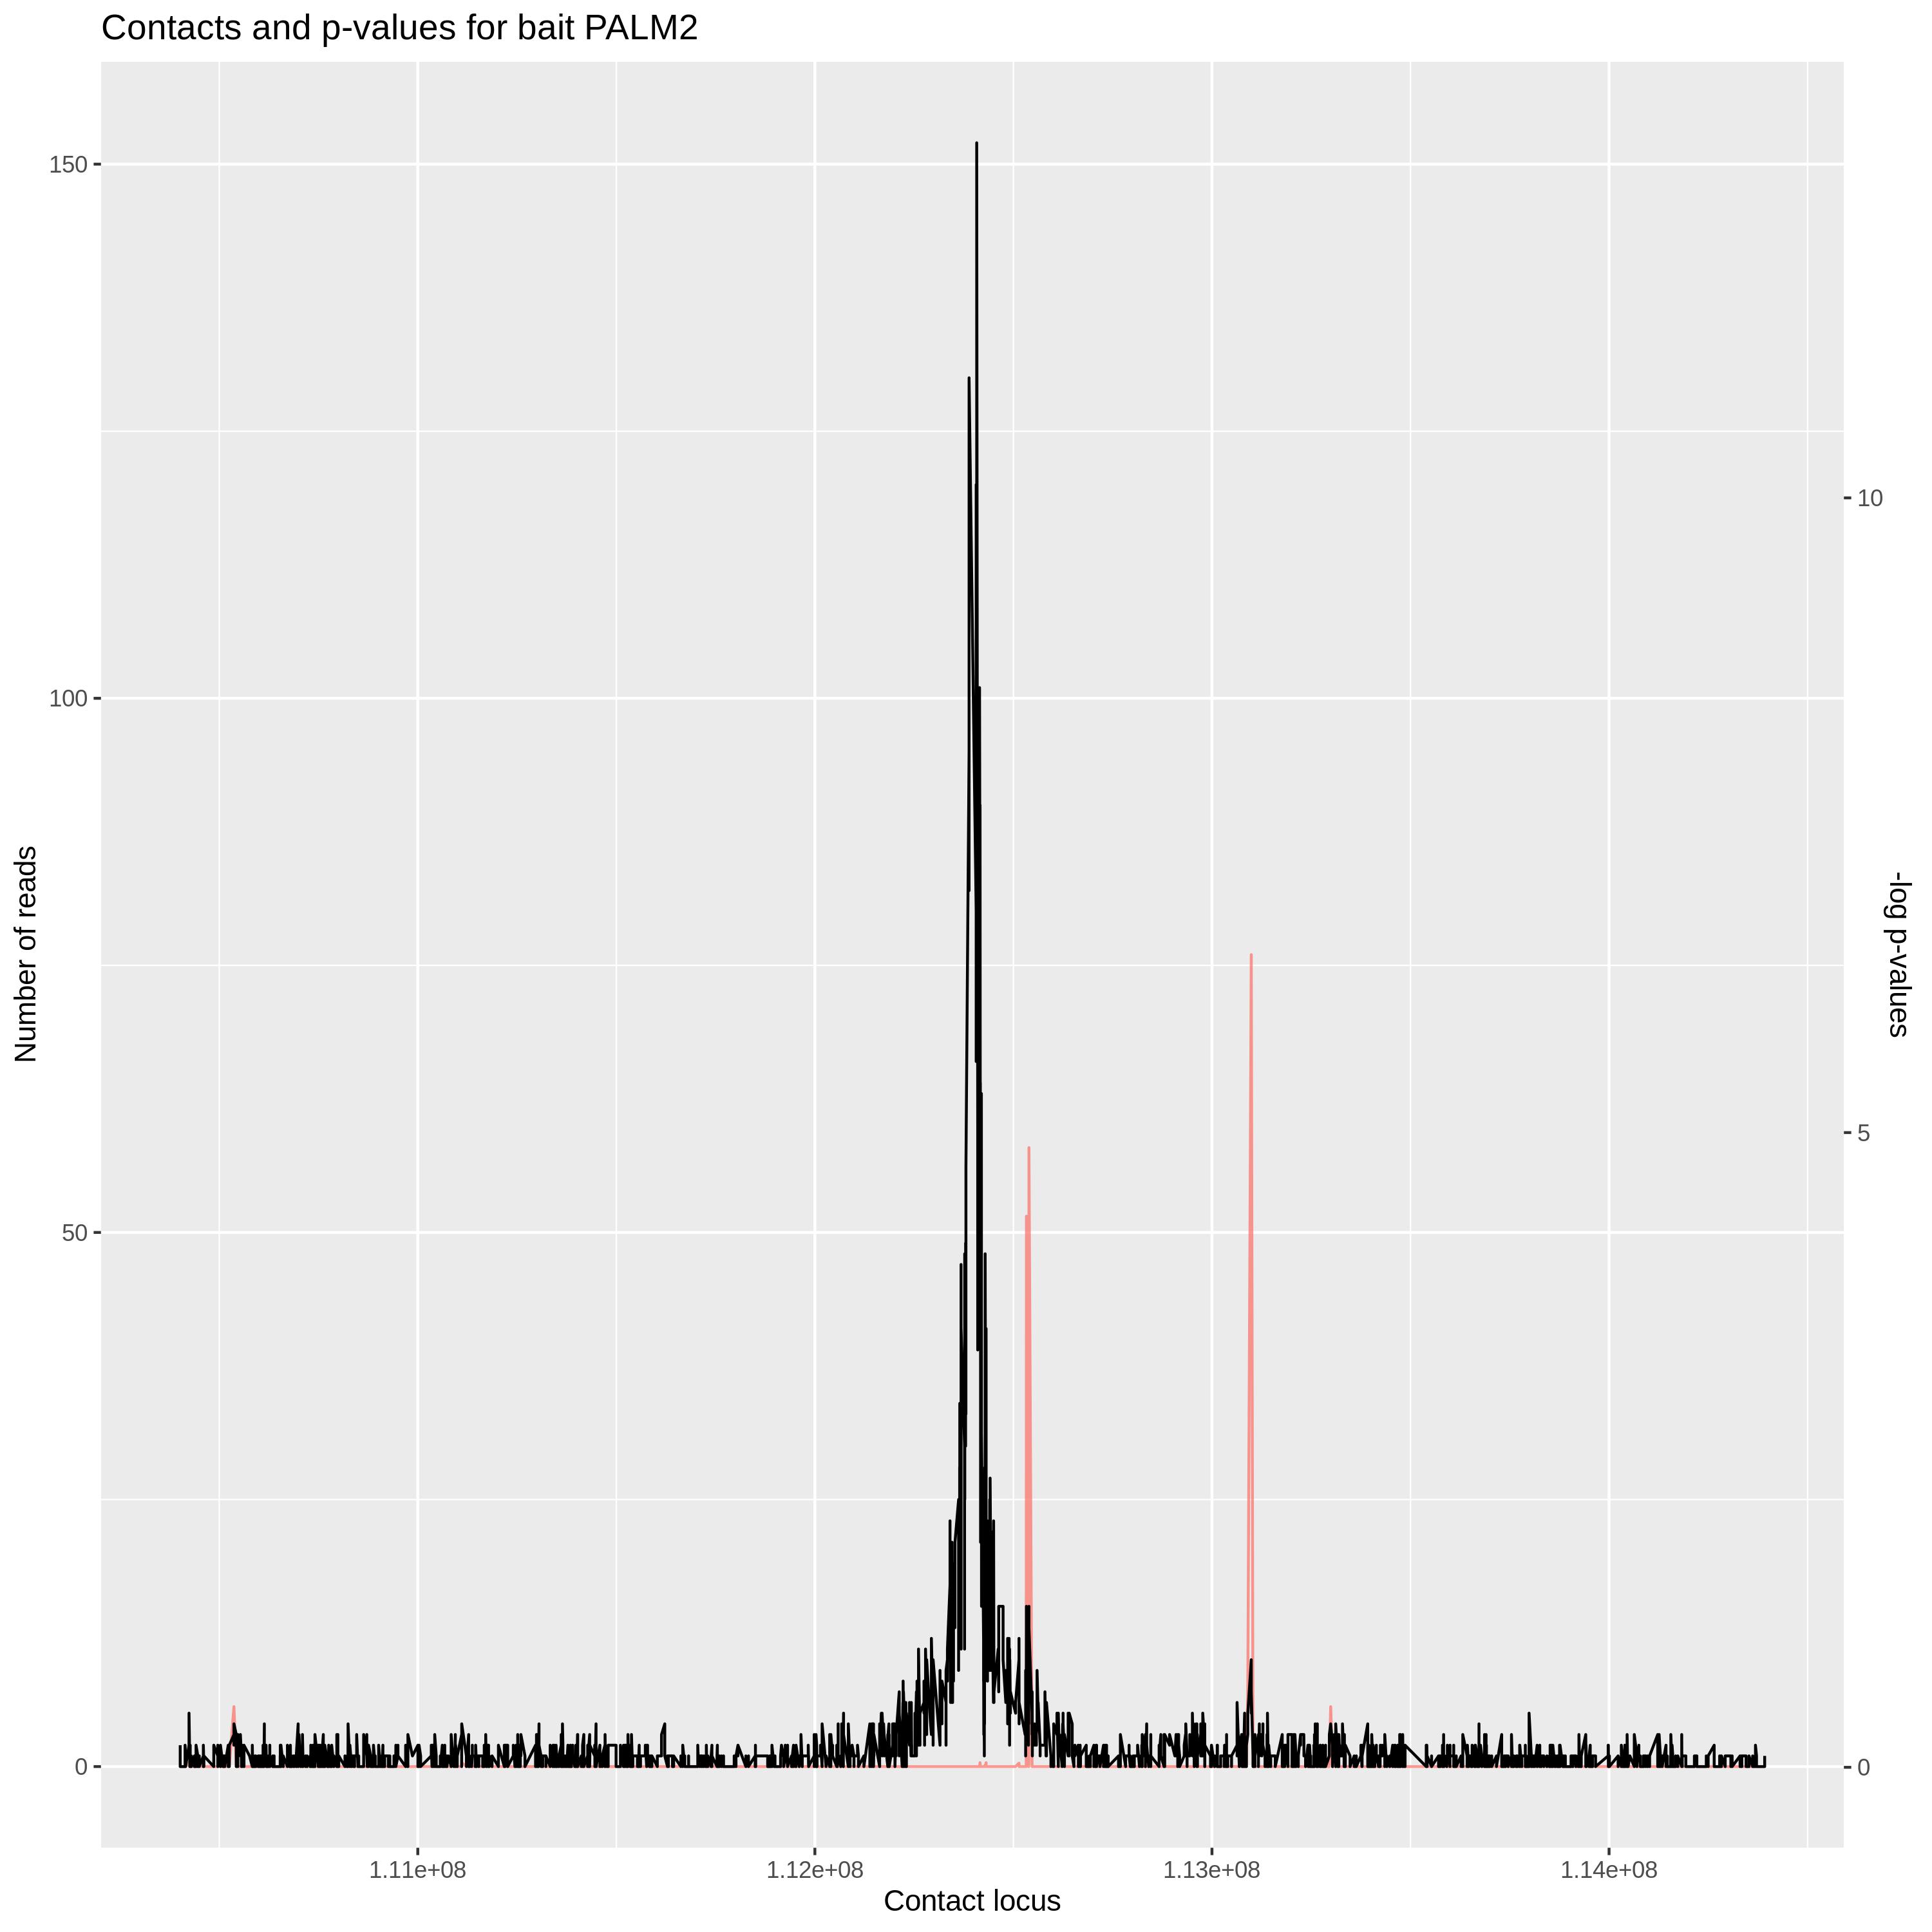 Contacts and p-values for bait PALM2
150
100
50
0
Number of reads
10
5
0
-log p-values
1.11e+08
1.12e+08
1.13e+08
1.14e+08
Contact locus